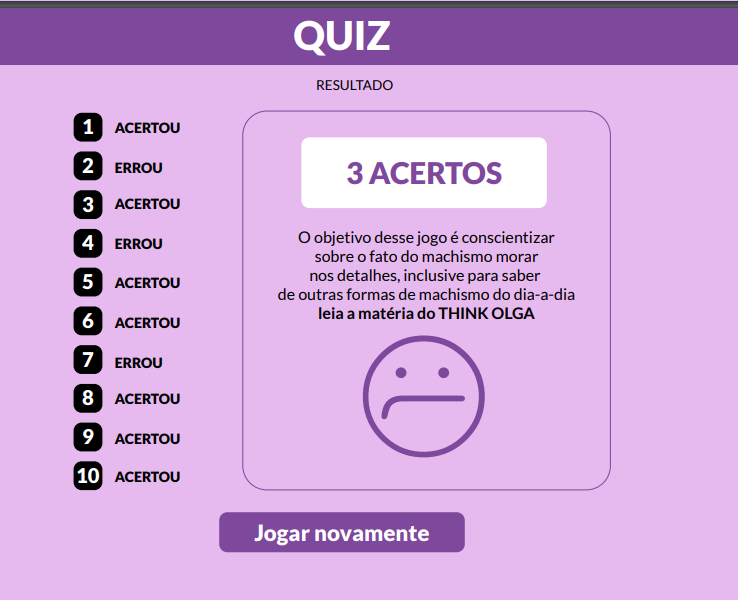 QUIZ
RESULTADO
1 ACERTOU
2 ERROU
3 ACERTOU
4 ERROU
5 ACERTOU
6 ACERTOU
7 ERROU
8 ACERTOU
9 ACERTOU
10 ACERTOU
3 ACERTOS
O objetivo desse jogo é conscientizar
sobre o fato do machismo morar
nos detalhes, inclusive para saber
de outras formas de machismo do dia-a-dia
leia a matéria do THINK OLGA
Jogar novamente